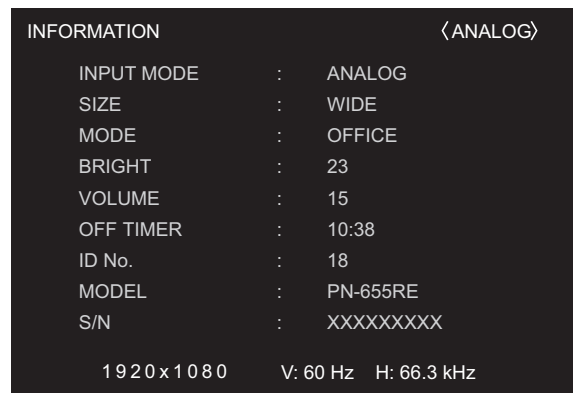 INFORMATION 〈ANALOG〉
INPUT MODE : ANALOG
SIZE : WIDE
MODE : OFFICE
BRIGHT : 23
VOLUME : 15
OFF TIMER : 10:38
ID No. : 18
MODEL : PN-655RE
S/N : XXXXXXXXX
1920x1080 V: 60 Hz H: 66.3 kHz